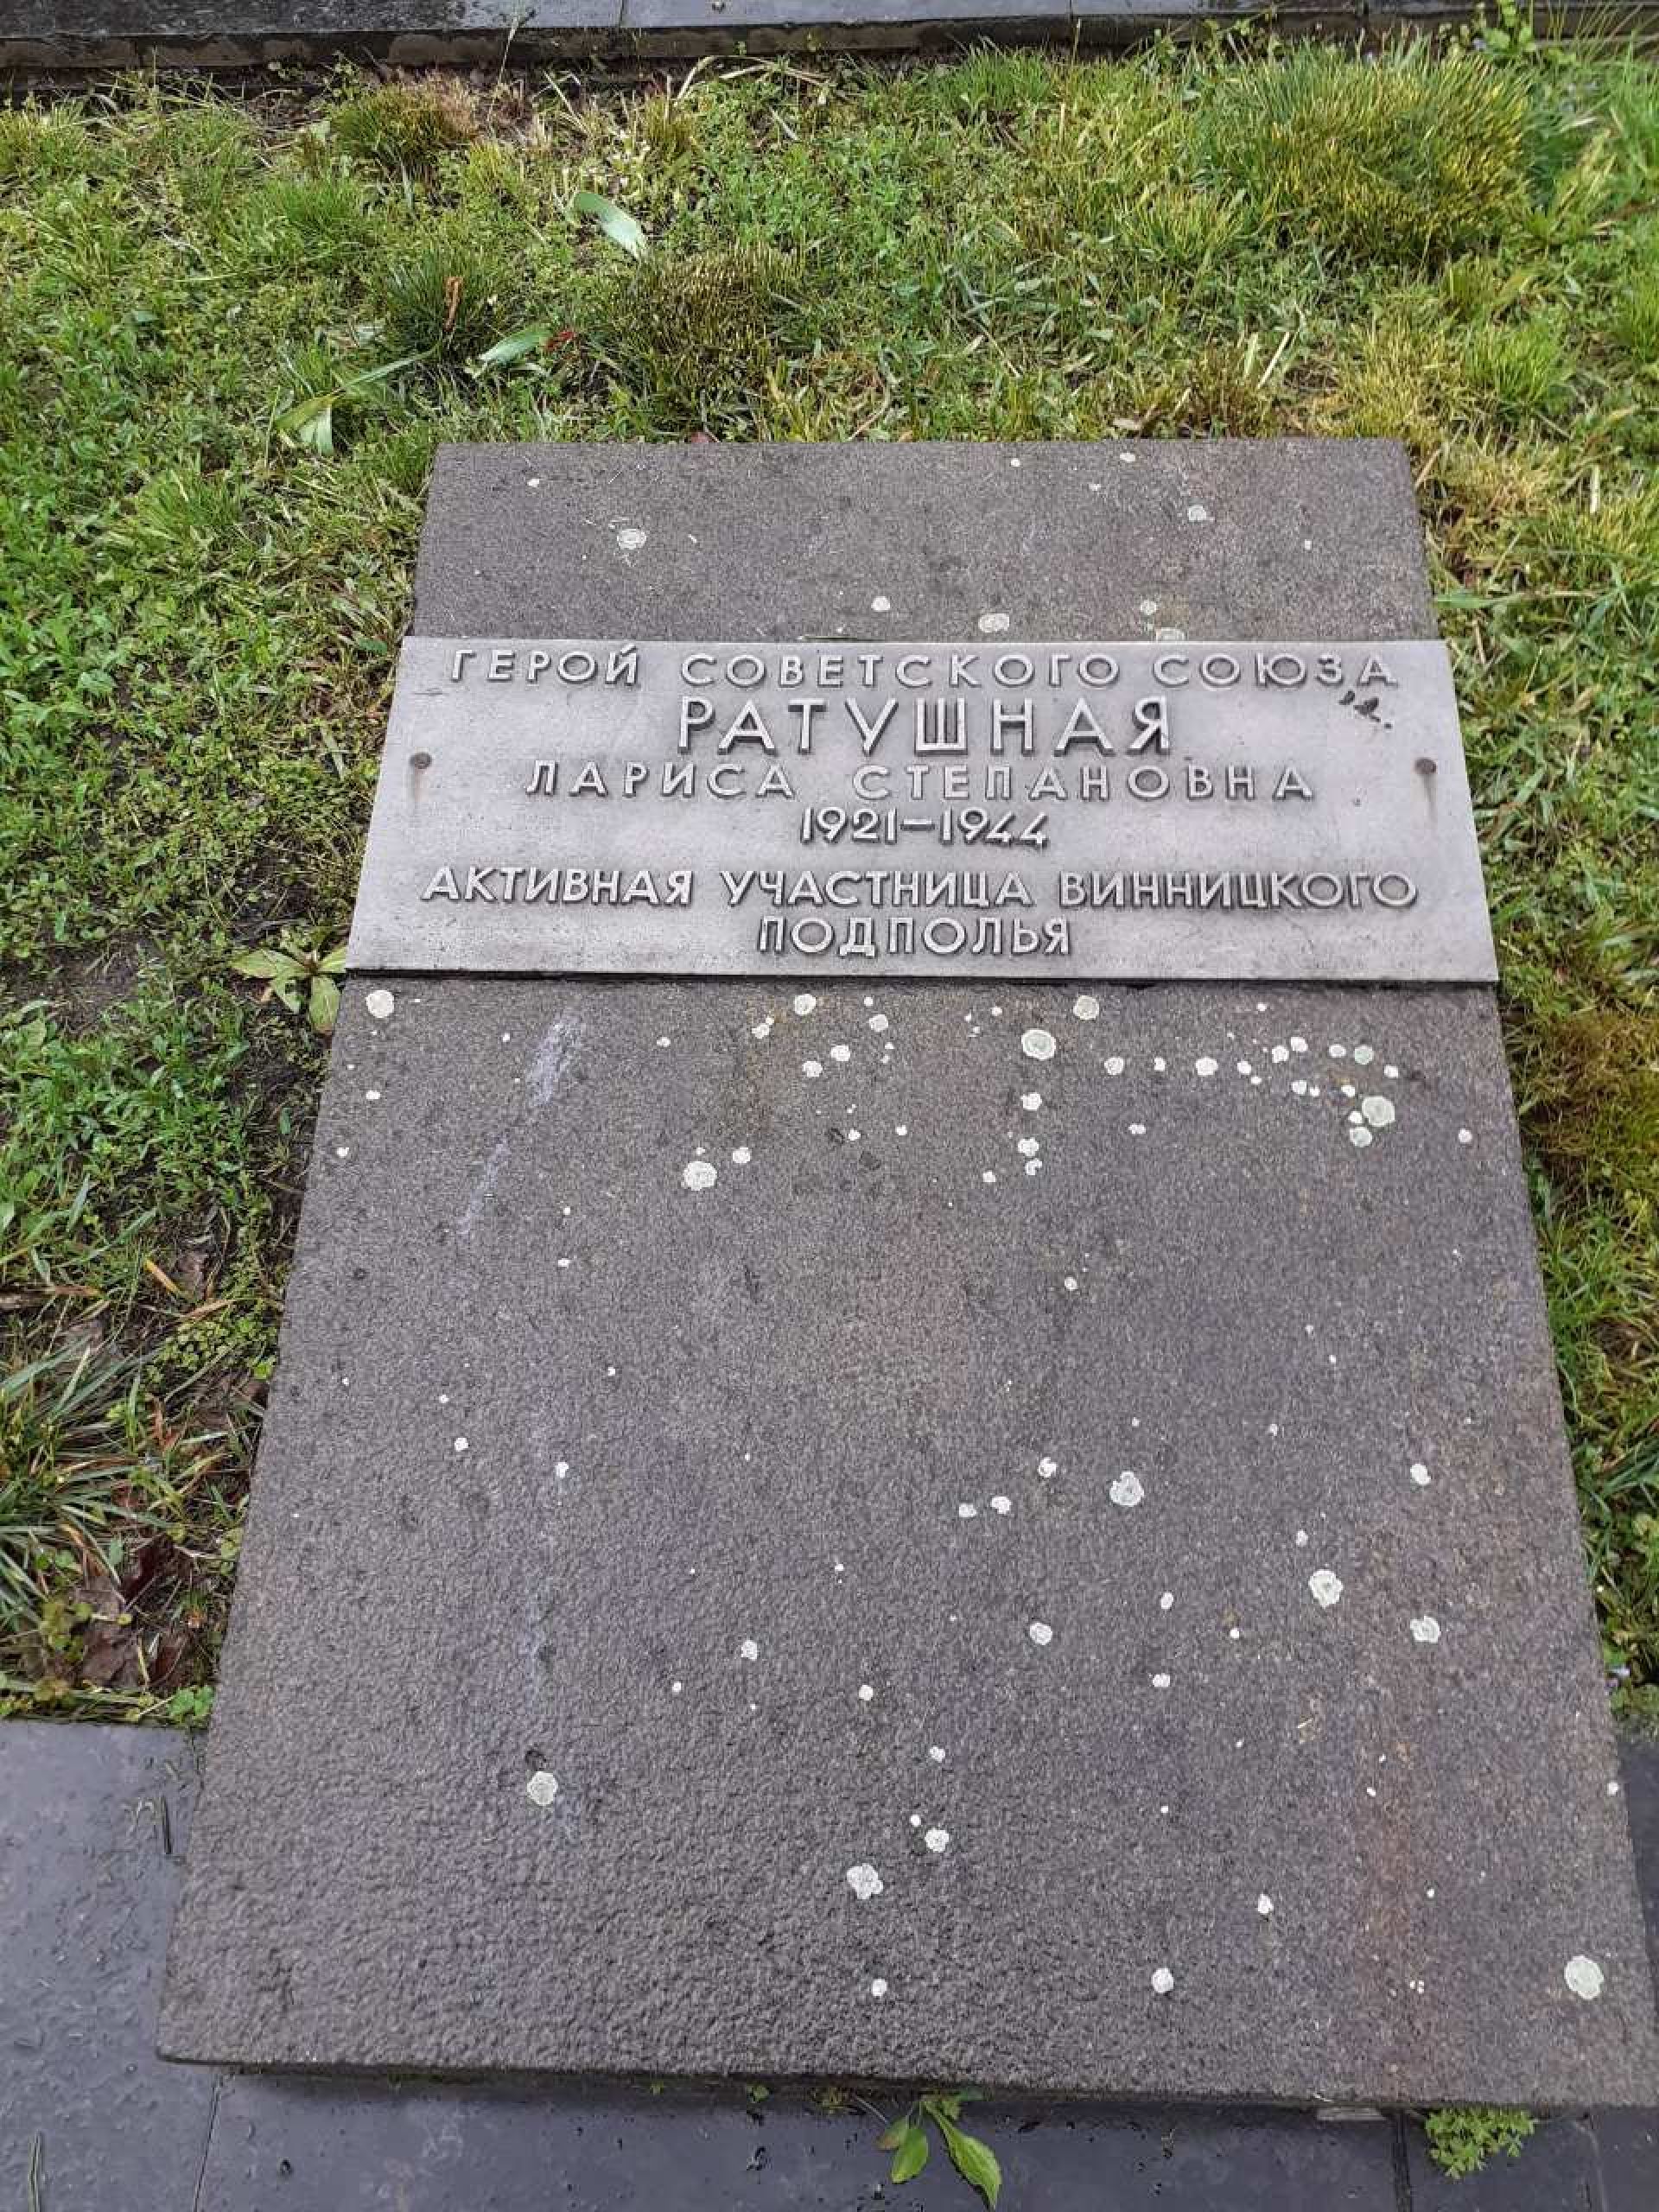 ГЕРОЙ СОВЕТСКОГО СОЮЗА
РАТУШНАЯ
ЛАРИСА СТЕПАНОВНА
1921–1944
АКТИВНАЯ УЧАСТНИЦА ВИННИЦКОГО
ПОДПОЛЬЯ